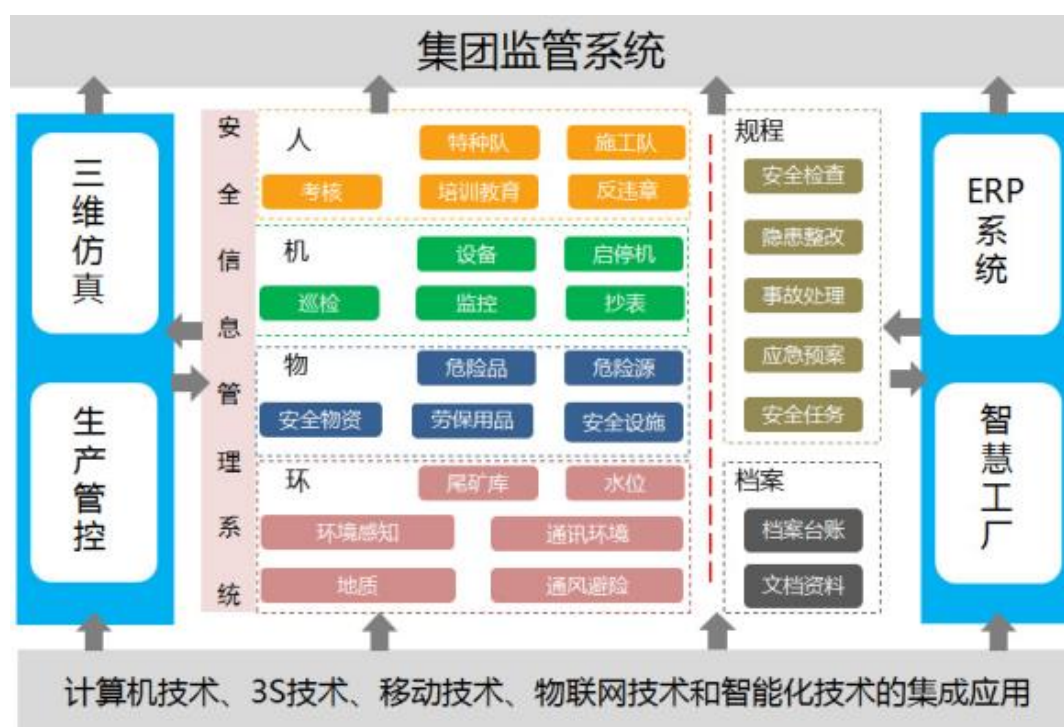 集团监管系统
三维仿真
生产管控
安全信息管理系统
人
特种队
施工队
考核
培训教育
反违章
机
设备
启停机
巡检
监控
抄表
物
危险品
危险源
安全物资
劳保用品
安全设施
环
尾矿库
水位
环境感知
通讯环境
地质
通风避险
规程
安全检查
隐患整改
事故处理
应急预案
安全任务
档案
档案台账
文档资料
ERP
系统
智慧工厂
计算机技术、3S技术、移动技术、物联网技术和智能化技术的集成应用